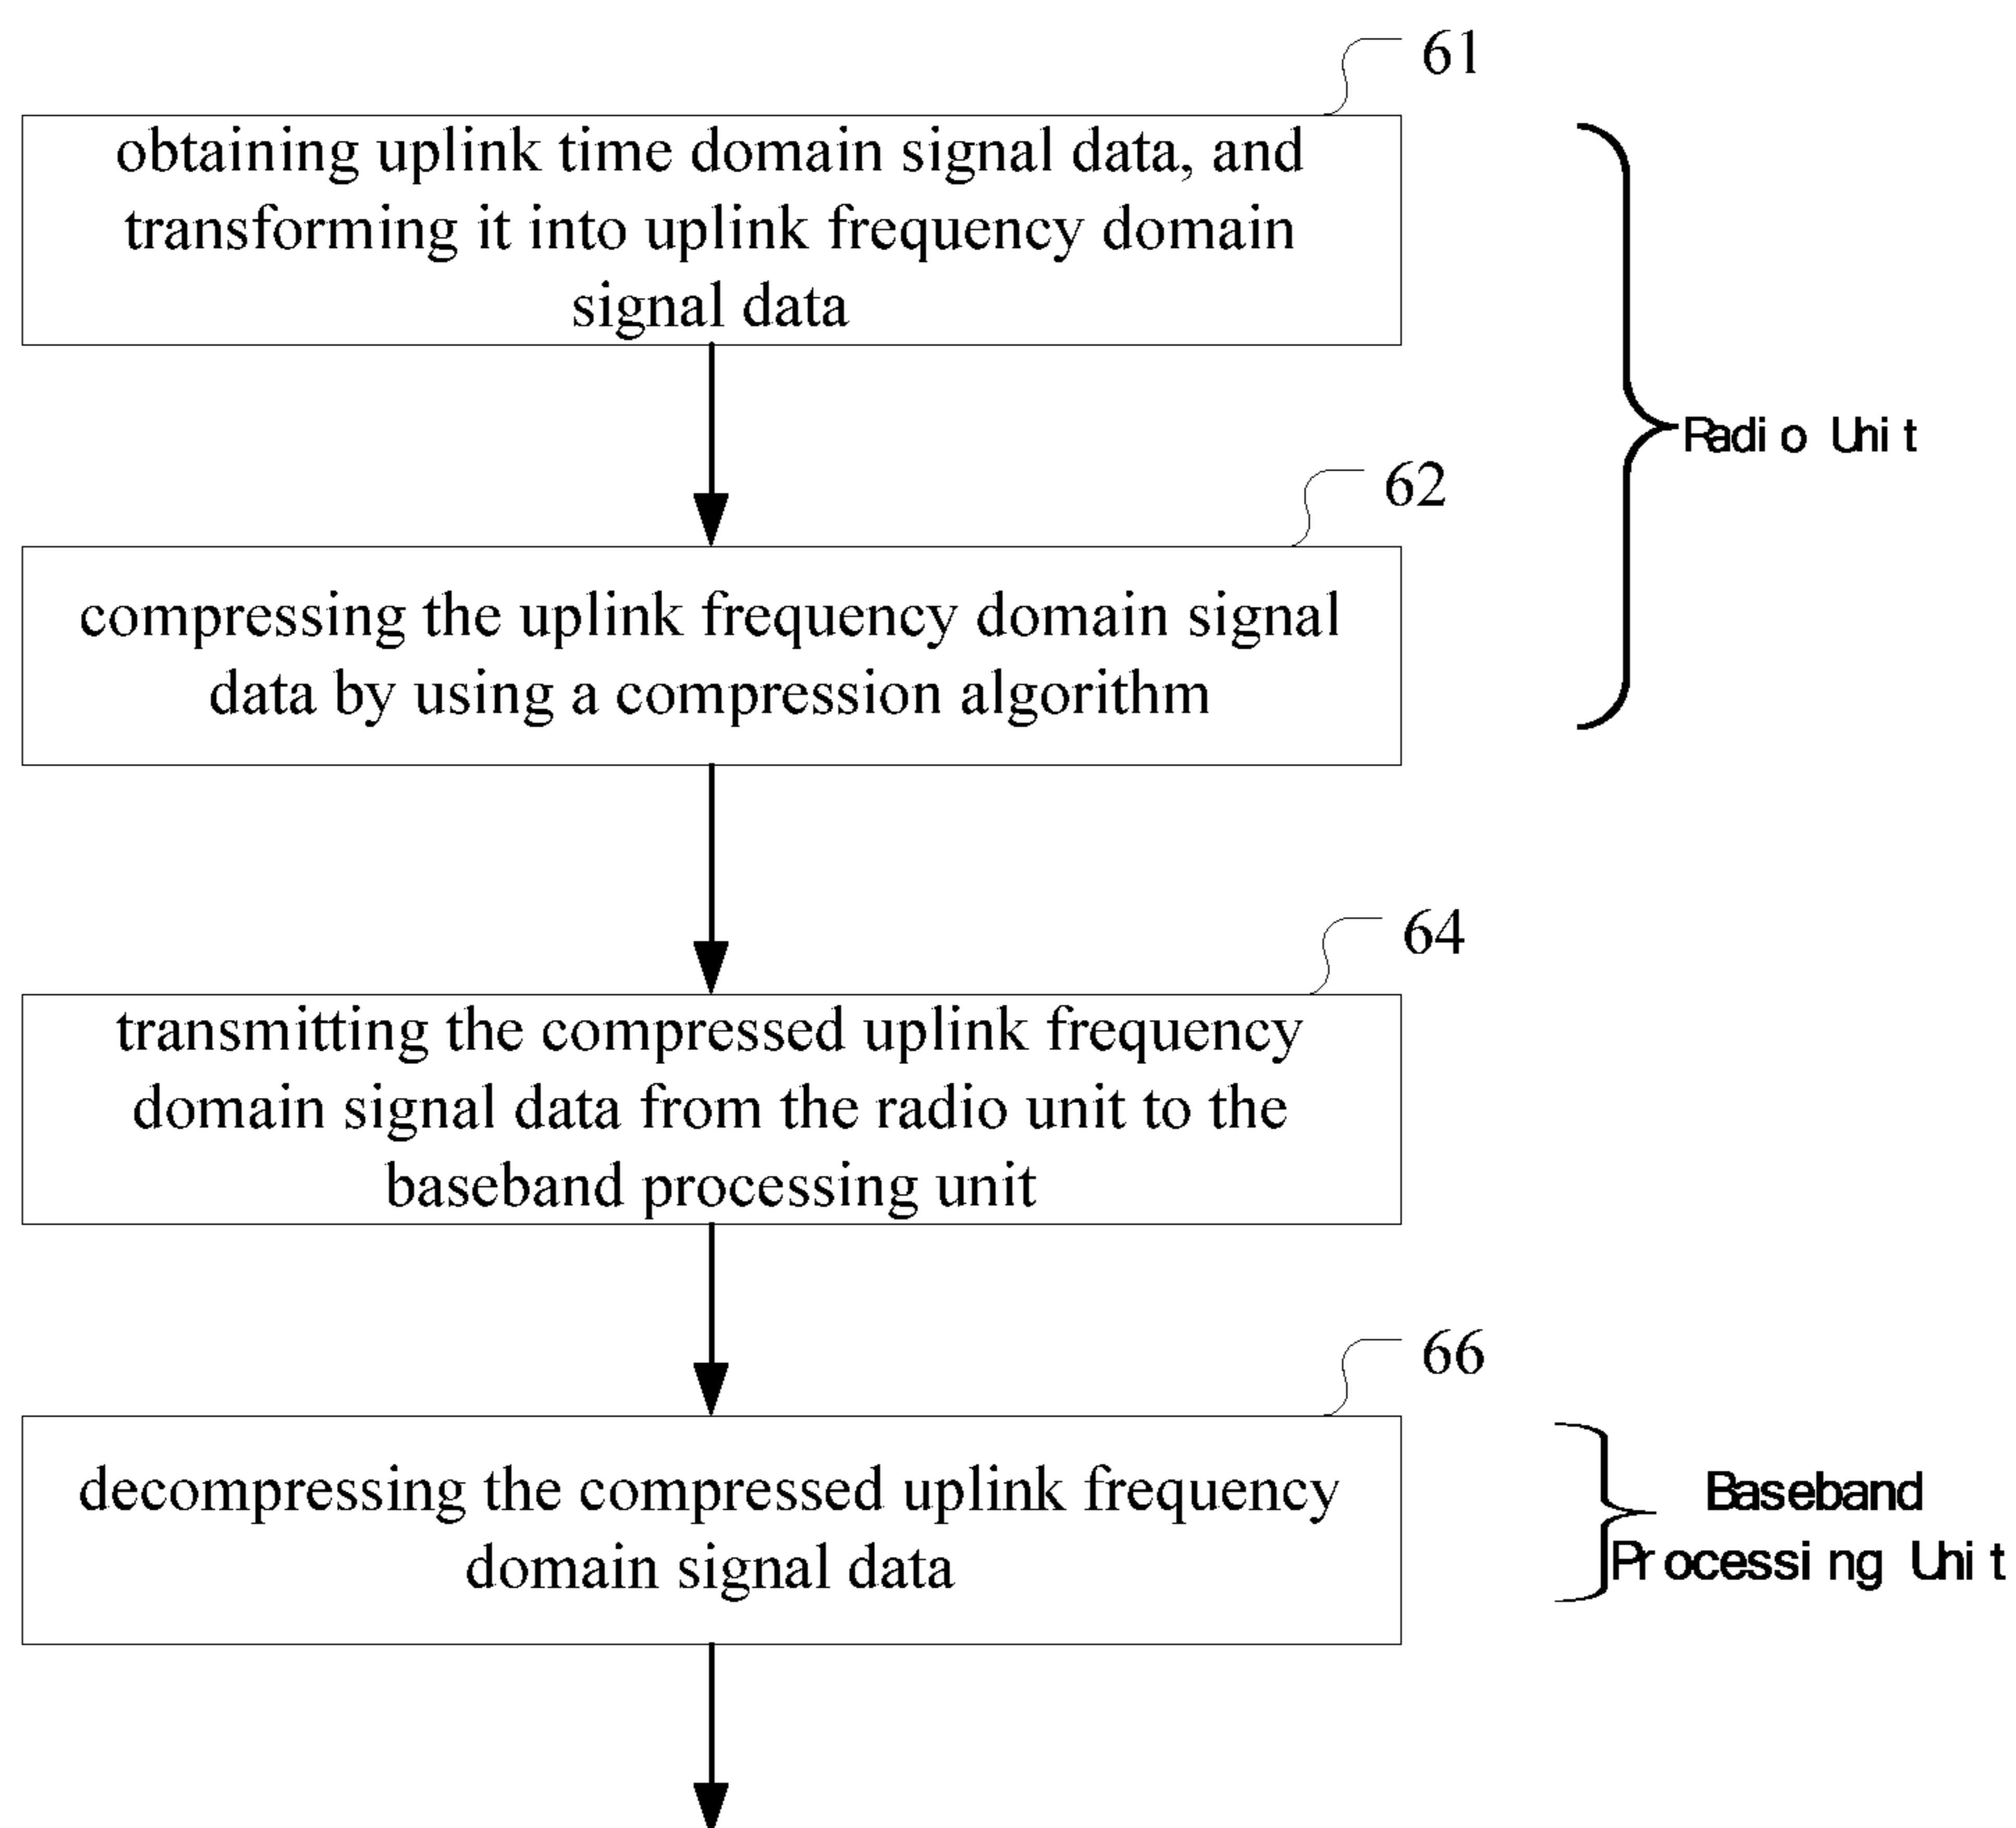 61
obtaining uplink time domain signal data, and
transforming it into uplink frequency domain
signal data
Radio Unit
62
compressing the uplink frequency domain signal
data by using a compression algorithm
64
transmitting the compressed uplink frequency
domain signal data from the radio unit to the
baseband processing unit
66
decompressing the compressed uplink frequency
domain signal data
Baseband
Processing Unit